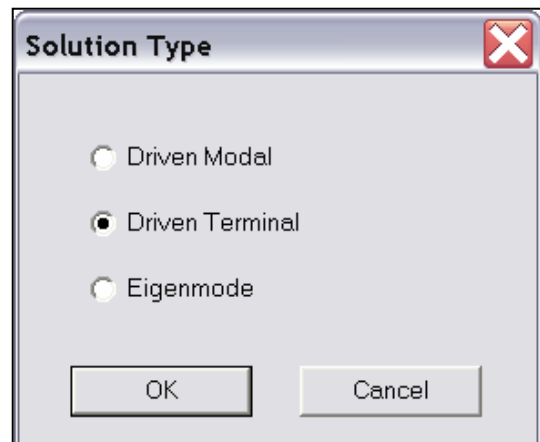 Solution Type
Driven Modal
Driven Terminal
Eigenmode
OK
Cancel